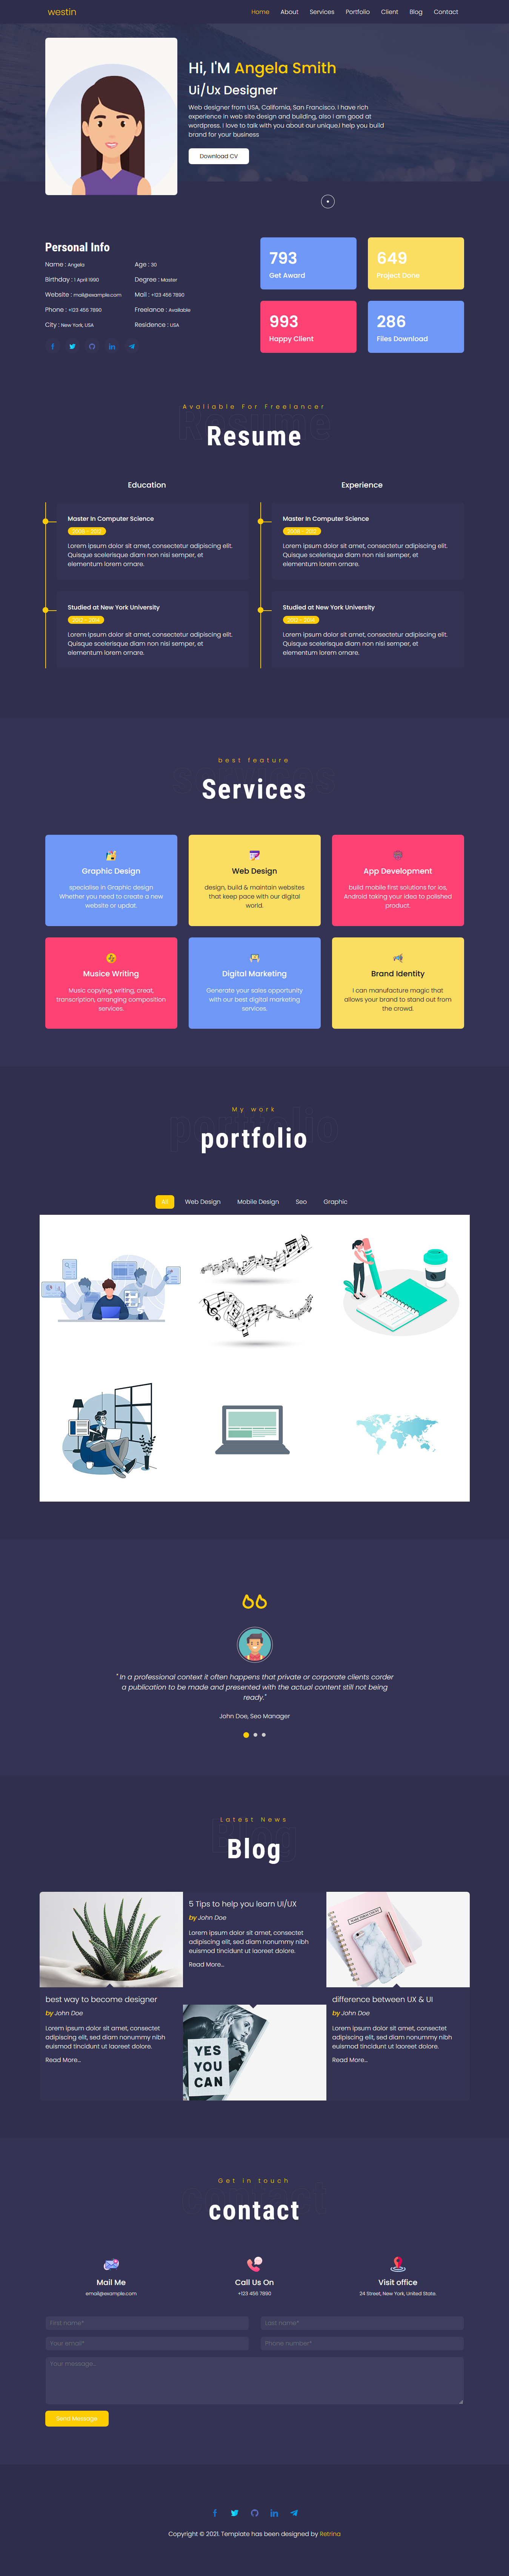 westin
Home About Services Portfolio Client Blog Contact
Hi, I'M Angela Smith
Ui/Ux Designer
Web designer from USA, California, San Francisco. I have rich
experience in web site design and building, also I am good at
wordpress. I love to talk with you about our unique.I help you build
brand for your business
Download CV
Personal Info
Name : Angela
Age : 30
Birthday : 1 April 1990
Degree : Master
Website : mail@example.com
Mail : +123 456 7890
Phone : +123 456 7890
Freelance : Available
City : New York, USA
Residence : USA
793
Get Award
649
Project Done
993
Happy Client
286
Files Download
Avaliable For Freelancer
Resume
Resume
Education
Master In Computer Science
Lorem ipsum dolor sit amet, consectetur adipiscing elit.
Quisque scelerisque diam non nisi semper, et
elementum lorem ornare.
Studied at New York University
Lorem ipsum dolor sit amet, consectetur adipiscing elit.
Quisque scelerisque diam non nisi semper, et
elementum lorem ornare.
Experience
Master In Computer Science
Lorem ipsum dolor sit amet, consectetur adipiscing elit.
Quisque scelerisque diam non nisi semper, et
elementum lorem ornare.
Studied at New York University
Lorem ipsum dolor sit amet, consectetur adipiscing elit.
Quisque scelerisque diam non nisi semper, et
elementum lorem ornare.
best feature
Services
Graphic Design
specialise in Graphic design
Whether you need to create a new
website or updat.
Web Design
design, build & maintain websites
that keep pace with our digital
world.
App Development
build mobile first solutions for ios,
Android taking your idea to polished
product.
Musice Writing
Music copying, writing, creat,
transcription, arranging composition
services.
Digital Marketing
Generate your sales opportunity
with our best digital marketing
services.
Brand Identity
I can manufacture magic that
allows your brand to stand out from
the crowd.
My work
portfolio
portfolio
All Web Design Mobile Design Seo Graphic
" In a professional context it often happens that private or corporate clients corder
a publication to be made and presented with the actual content still not being
ready."
John Doe, Seo Manager
Latest News
Blog
Blog
best way to become designer
by John Doe
Lorem ipsum dolor sit amet, consectet
adipiscing elit, sed diam nonummy nibh
euismod tincidunt ut laoreet dolore.
Read More...
5 Tips to help you learn UI/UX
by John Doe
Lorem ipsum dolor sit amet, consectet
adipiscing elit, sed diam nonummy nibh
euismod tincidunt ut laoreet dolore.
Read More...
YES
YOU
CAN
difference between UX & UI
by John Doe
Lorem ipsum dolor sit amet, consectet
adipiscing elit, sed diam nonummy nibh
euismod tincidunt ut laoreet dolore.
Read More...
Get in touch
contact
Mail Me
email@example.com
Call Us On
+123 456 7890
Visit office
24 Street, New York, United State.
First name*
Last name*
Your email*
Phone number*
Your message...
Send Message
Copyright © 2021. Template has been designed by Retrina